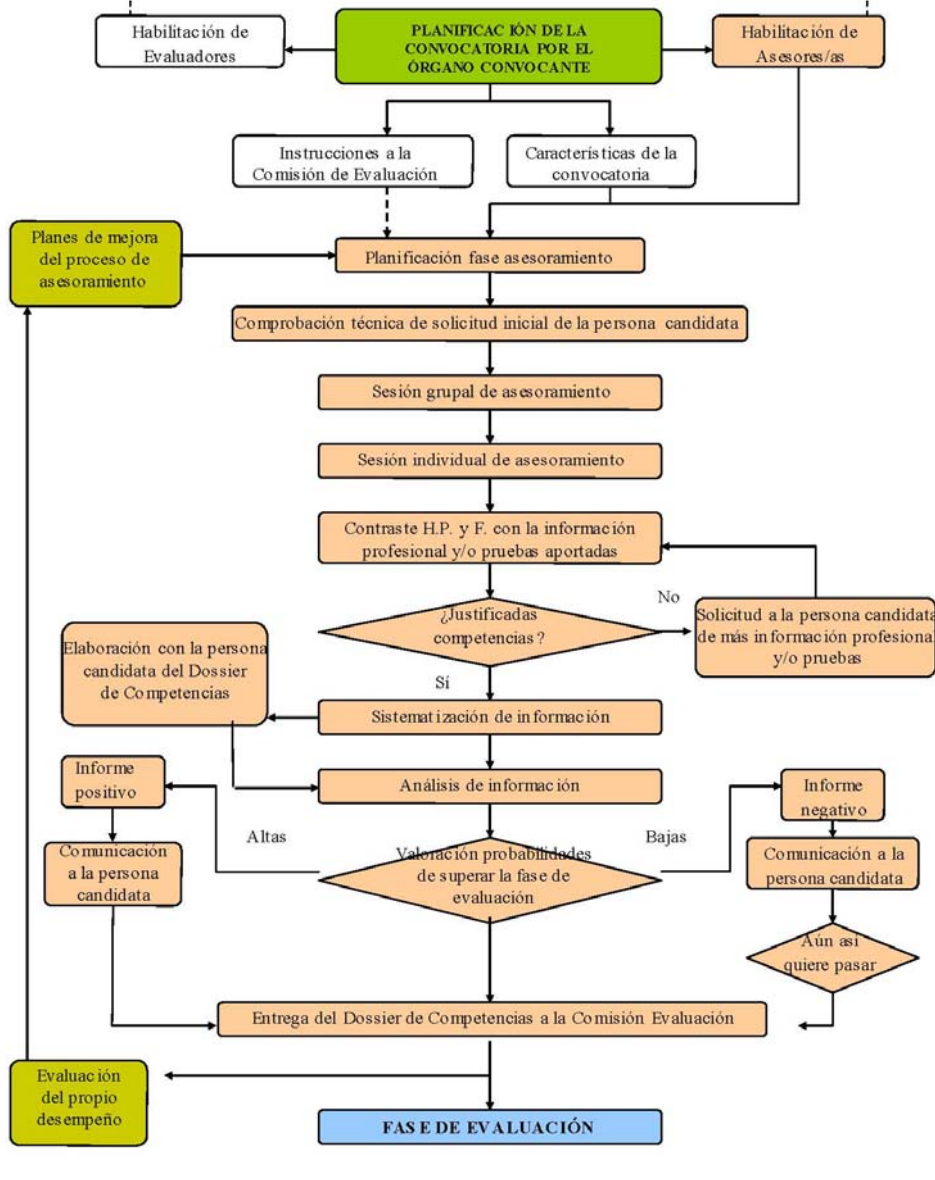 Habilitación de
Evaluadores
PLANIFICACIÓN DE LA
CONVOCATORIA POR EL
ÓRGANO CONVOCANTE
Habilitación de
Asesores/as
Instrucciones a la
Comisión de Evaluación
Características de la
convocatoria
Planes de mejora
del proceso de
asesoramiento
Planificación fase asesoramiento
Comprobación técnica de solicitud inicial de la persona candidata
Sesión grupal de asesoramiento
Sesión individual de asesoramiento
Contraste H.P. y F. con la información
profesional y/o pruebas aportadas
¿Justificadas
competencias?
No
Solicitud a la persona candidata
de más información profesional
y/o pruebas
Elaboración con la persona
candidata del Dossier
de Competencias
Sí
Sistematización de información
Análisis de información
Informe
positivo
Altas
Valoración probabilidades
de superar la fase de
evaluación
Bajas
Informe
negativo
Comunicación
a la persona
candidata
Comunicación a la
persona candidata
Aún así
quiere pasar
Entrega del Dossier de Competencias a la Comisión Evaluación
Evaluación
del propio
desempeño
FASE DE EVALUACIÓN